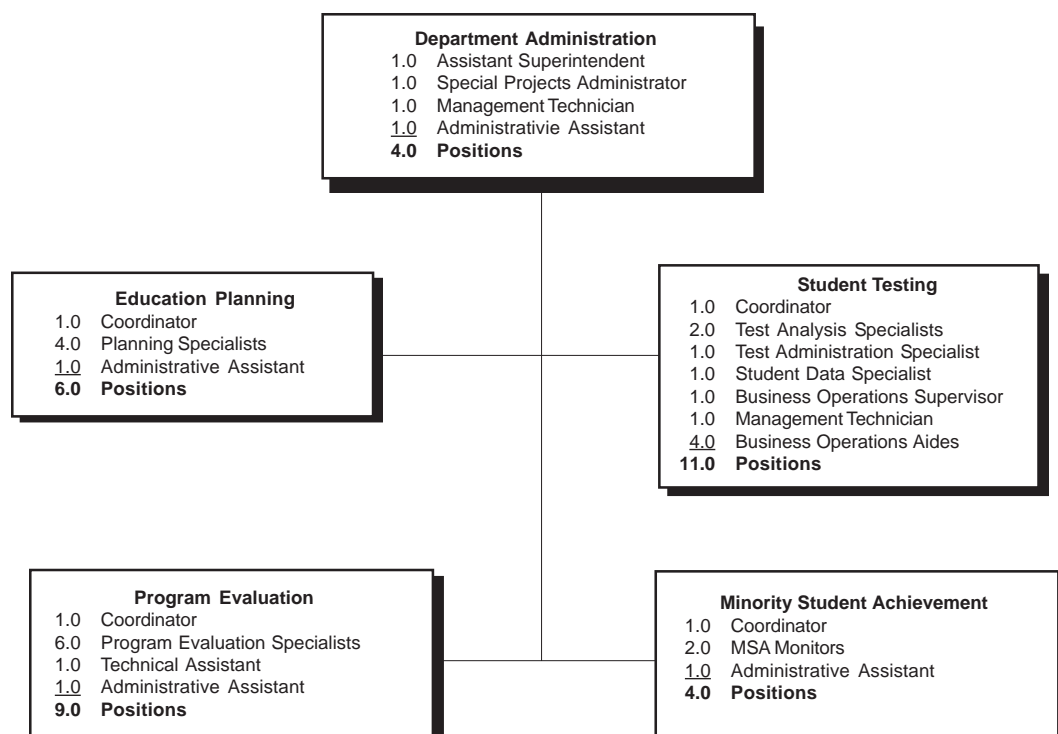 Department Administration
1.0 Assistant Superintendent
1.0 Special Projects Administrator
1.0 Management Technician
1.0 Administrativie Assistant
4.0 Positions
Education Planning
1.0 Coordinator
4.0 Planning Specialists
1.0 Administrative Assistant
6.0 Positions
Student Testing
1.0 Coordinator
2.0 Test Analysis Specialists
1.0 Test Administration Specialist
1.0 Student Data Specialist
1.0 Business Operations Supervisor
1.0 Management Technician
4.0 Business Operations Aides
11.0 Positions
Program Evaluation
1.0 Coordinator
6.0 Program Evaluation Specialists
1.0 Technical Assistant
1.0 Administrative Assistant
9.0 Positions
Minority Student Achievement
1.0 Coordinator
2.0 MSA Monitors
1.0 Administrative Assistant
4.0 Positions